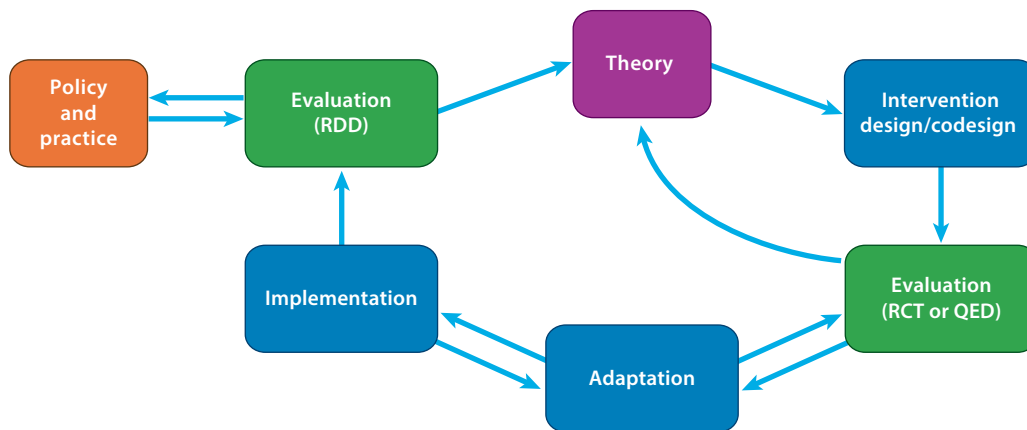 Policy
and
practice
Evaluation
(RDD)
Theory
Intervention
design/codesign
Implementation
Adaptation
Evaluation
(RCT or QED)